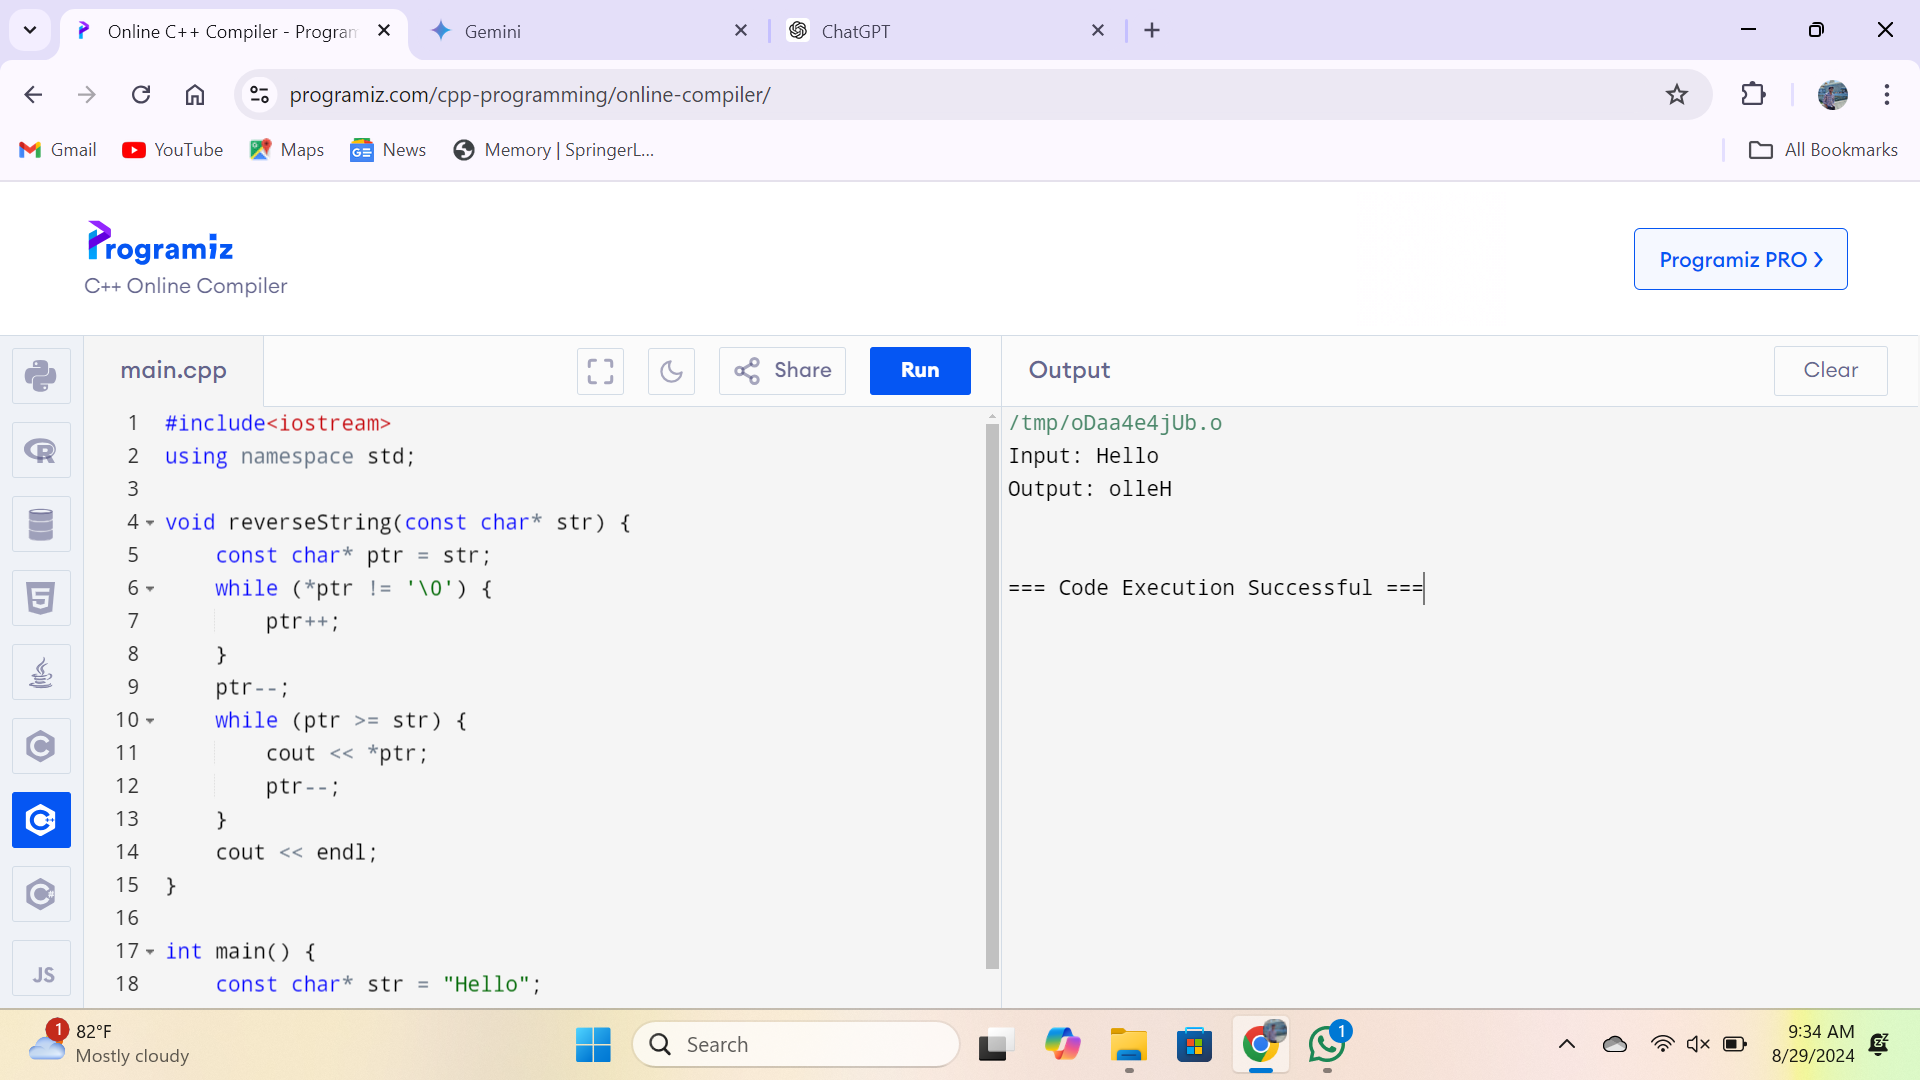 Online C++ Compiler - Program
Gemini
ChatGPT
programiz.com/cpp-programming/online-compiler/
Gmail
YouTube
Maps
News
Memory | SpringerL...
All Bookmarks
Programiz
C++ Online Compiler
Programiz PRO
main.cpp
Share
Run
Output
Clear
1 #include<iostream>
2 using namespace std;
3
4 void reverseString(const char* str) {
5 const char* ptr = str;
6 while (*ptr != '\0') {
7 ptr++;
8 }
9 ptr--;
10 while (ptr >= str) {
11 cout << *ptr;
12 ptr--;
13 }
14 cout << endl;
15 }
16
17 int main() {
18 const char* str = "Hello";
/tmp/oDaa4e4jUb.o
Input: Hello
Output: olleH
=== Code Execution Successful ===
R
5
C
C++
C#
JS
1
82°F
Mostly cloudy
Search
1
9:34 AM
8/29/2024